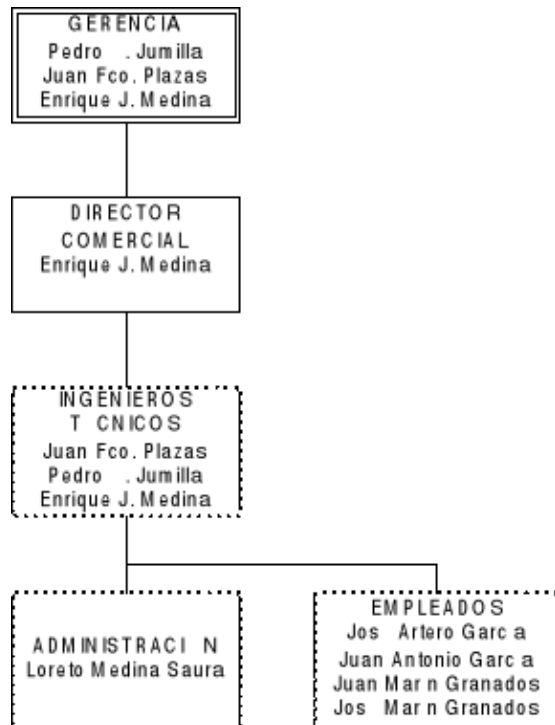 GERENCIA
Pedro . Jumilla
Juan Fco. Plazas
Enrique J. Medina
DIRECTOR
COMERCIAL
Enrique J. Medina
INGENIEROS
T CNICOS
Juan Fco. Plazas
Pedro . Jumilla
Enrique J. Medina
ADMINISTRACI N
Loreto Medina Saura
EMPLEADOS
Jos Artero Garc a
Juan Antonio Garc a
Juan Mar n Granados
Jos Mar n Granados